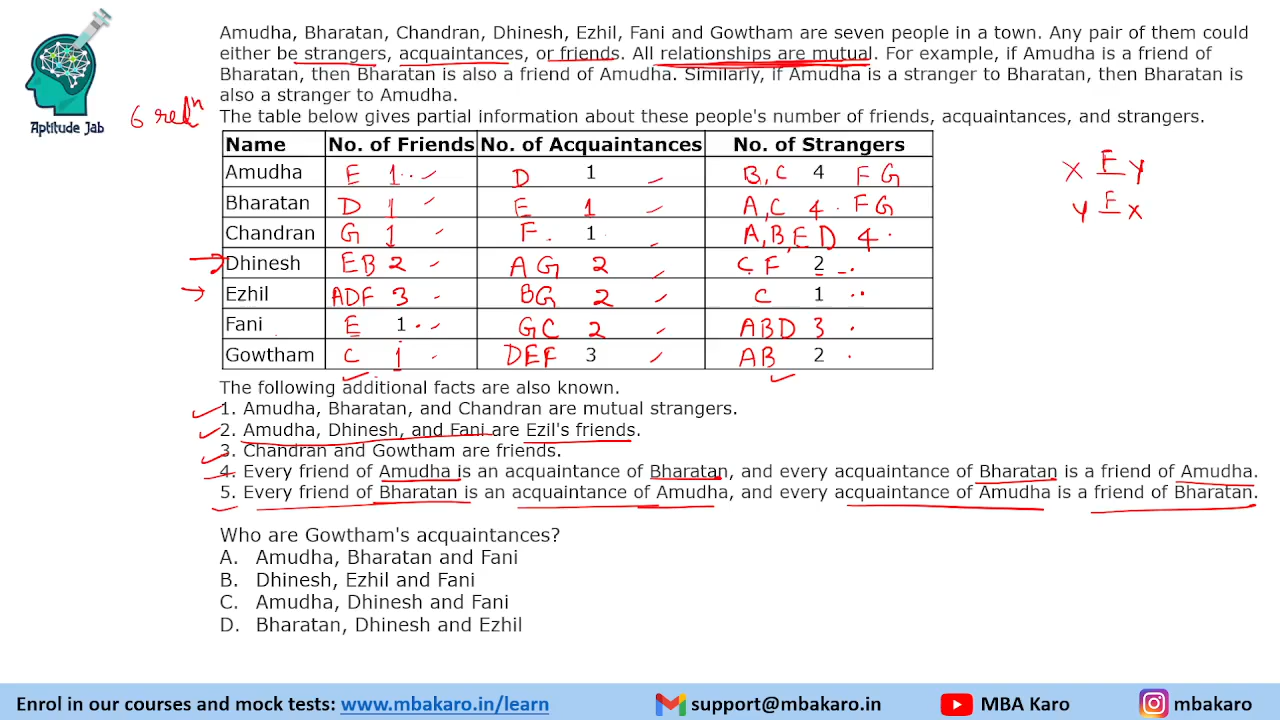 Amudha, Bharatan, Chandran, Dhinesh, Ezhil, Fani and Gowtham are seven people in a town. Any pair of them could
either be strangers, acquaintances, or friends. All relationships are mutual. For example, if Amudha is a friend of
Bharatan, then Bharatan is also a friend of Amudha. Similarly, if Amudha is a stranger to Bharatan, then Bharatan is
also a stranger to Amudha.
6 relⁿ
Aptitude Jab
The table below gives partial information about these people's number of friends, acquaintances, and strangers.
Name No. of Friends No. of Acquaintances No. of Strangers
Amudha E 1 D 1 B, C 4 F G
Bharatan D 1 E 1 A, C 4 F G
Chandran G 1 F 1 A, B, E D 4
Dhinesh EB 2 AG 2 C F 2
Ezhil ADF 3 BG 2 C 1
Fani E 1 GC 2 ABD 3
Gowtham C 1 DEF 3 AB 2
X F Y
Y F X
The following additional facts are also known.
1. Amudha, Bharatan, and Chandran are mutual strangers.
2. Amudha, Dhinesh, and Fani are Ezil's friends.
3. Chandran and Gowtham are friends.
4. Every friend of Amudha is an acquaintance of Bharatan, and every acquaintance of Bharatan is a friend of Amudha.
5. Every friend of Bharatan is an acquaintance of Amudha, and every acquaintance of Amudha is a friend of Bharatan.
Who are Gowtham's acquaintances?
A. Amudha, Bharatan and Fani
B. Dhinesh, Ezhil and Fani
C. Amudha, Dhinesh and Fani
D. Bharatan, Dhinesh and Ezhil
Enrol in our courses and mock tests: www.mbakaro.in/learn support@mbakaro.in MBA Karo mbakaro.in